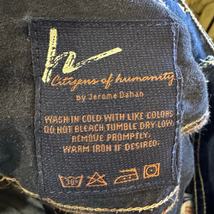 h
Citizens of humanity
by Jerome Dahan
WASH IN COLD WITH LIKE COLORS
DO NOT BLEACH TUMBLE DRY LOW.
REMOVE PROMPTLY.
WARM IRON IF DESIRED.